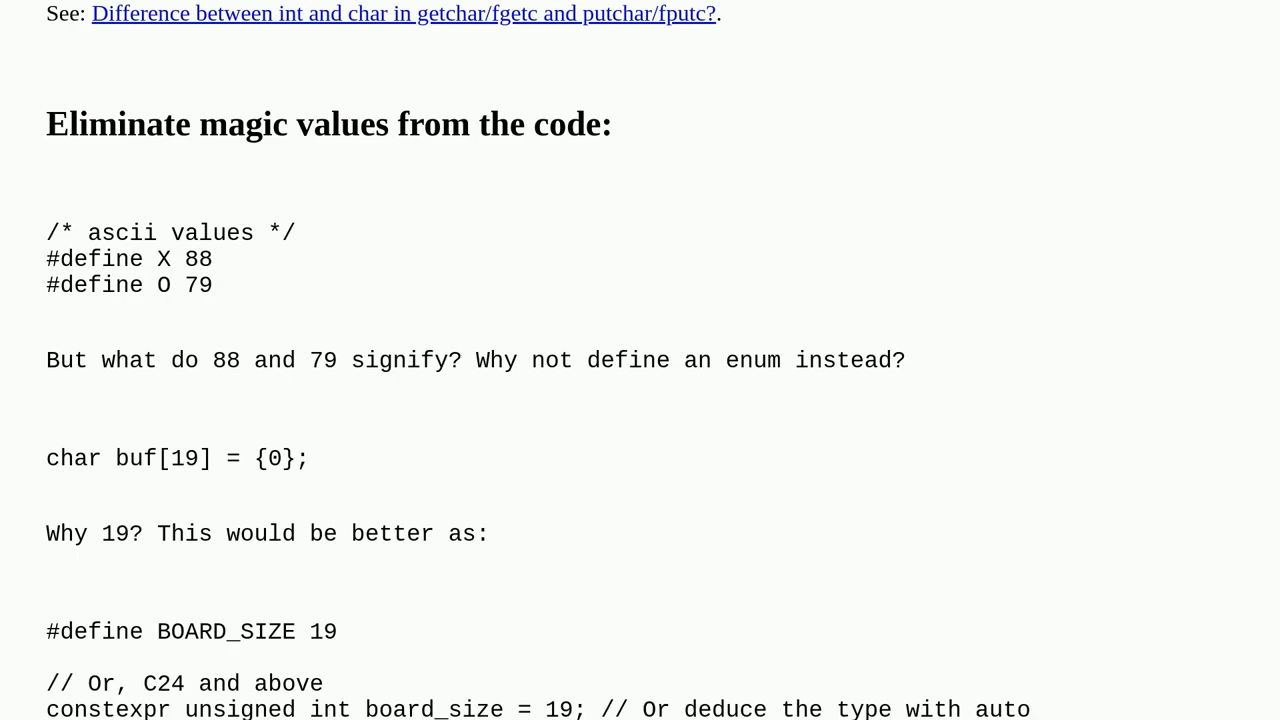 See: Difference between int and char in getchar/fgetc and putchar/fputc?.
Eliminate magic values from the code:
/* ascii values */
#define X 88
#define O 79
But what do 88 and 79 signify? Why not define an enum instead?
char buf[19] = {0};
Why 19? This would be better as:
#define BOARD_SIZE 19
// Or, C24 and above
constexpr unsigned int board_size = 19; // Or deduce the type with auto